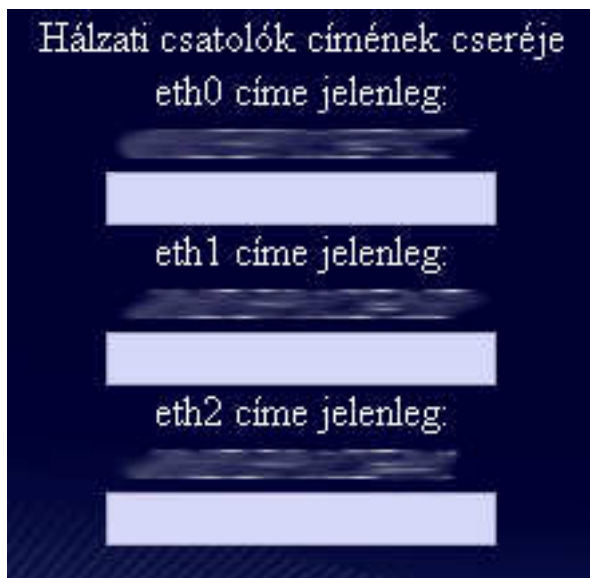 Hálzati csatolók címének cseréje
eth0 címe jelenleg:
eth1 címe jelenleg:
eth2 címe jelenleg: